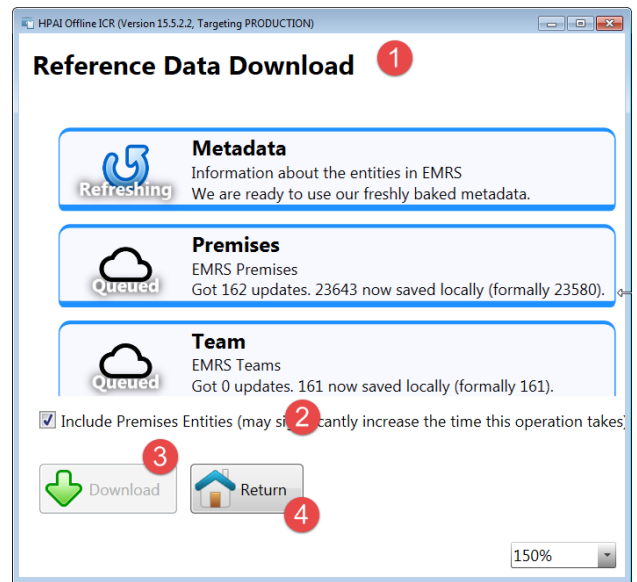 HPAI Offline ICR (Version 15.5.2.2, Targeting PRODUCTION)
Reference Data Download
1
Metadata
Information about the entities in EMRS
Refreshing
We are ready to use our freshly baked metadata.
Premises
EMRS Premises
Queued
Got 162 updates. 23643 now saved locally (formally 23580).
Team
EMRS Teams
Queued
Got 0 updates. 161 now saved locally (formally 161).
Include Premises Entities (may significantly increase the time this operation takes)
2
3
Download
Return
4
150%